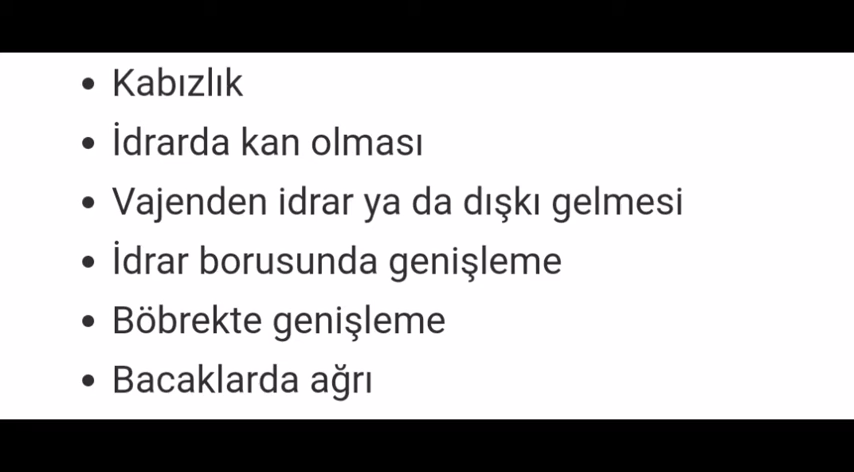 • Kabızlık
• İdrarda kan olması
• Vajenden idrar ya da dışkı gelmesi
• İdrar borusunda genişleme
• Böbrekte genişleme
• Bacaklarda ağrı